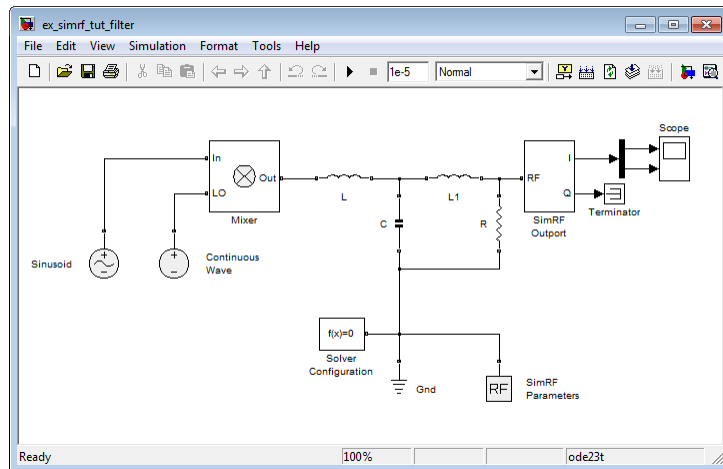 ex_simrf_tut_filter
File Edit View Simulation Format Tools Help
1e-5 Normal
Scope
In
Out
LO
Mixer
L
L1
RF
I
Q
SimRF
Outport
Terminator
C
R
Sinusoid
Continuous
Wave
f(x)=0
Solver
Configuration
Gnd
RF
SimRF
Parameters
Ready 100% ode23t